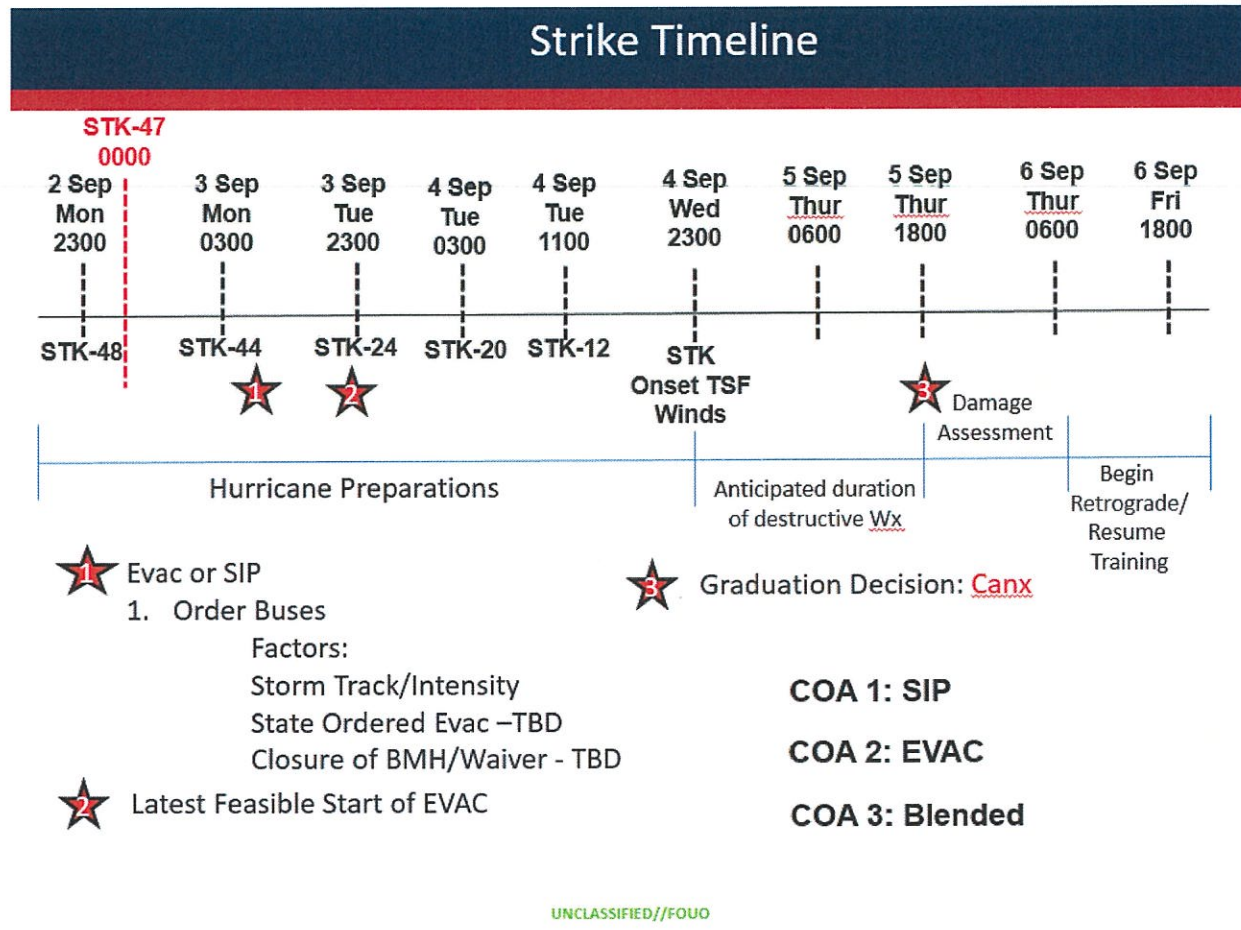 Strike Timeline
STK-47
0000
2 Sep
Mon
2300
3 Sep
Mon
0300
3 Sep
Tue
2300
4 Sep
Tue
0300
4 Sep
Tue
1100
4 Sep
Wed
2300
5 Sep
Thur
0600
5 Sep
Thur
1800
6 Sep
Thur
0600
6 Sep
Fri
1800
STK-48
STK-44
STK-24
STK-20
STK-12
STK
Onset TSF
Winds
1
2
3
Damage
Assessment
Hurricane Preparations
Anticipated duration
of destructive Wx
Begin
Retrograde/
Resume
Training
1 Evac or SIP
1. Order Buses
Factors:
Storm Track/Intensity
State Ordered Evac –TBD
Closure of BMH/Waiver - TBD
2 Latest Feasible Start of EVAC
3 Graduation Decision: Canx
COA 1: SIP
COA 2: EVAC
COA 3: Blended
UNCLASSIFIED//FOUO